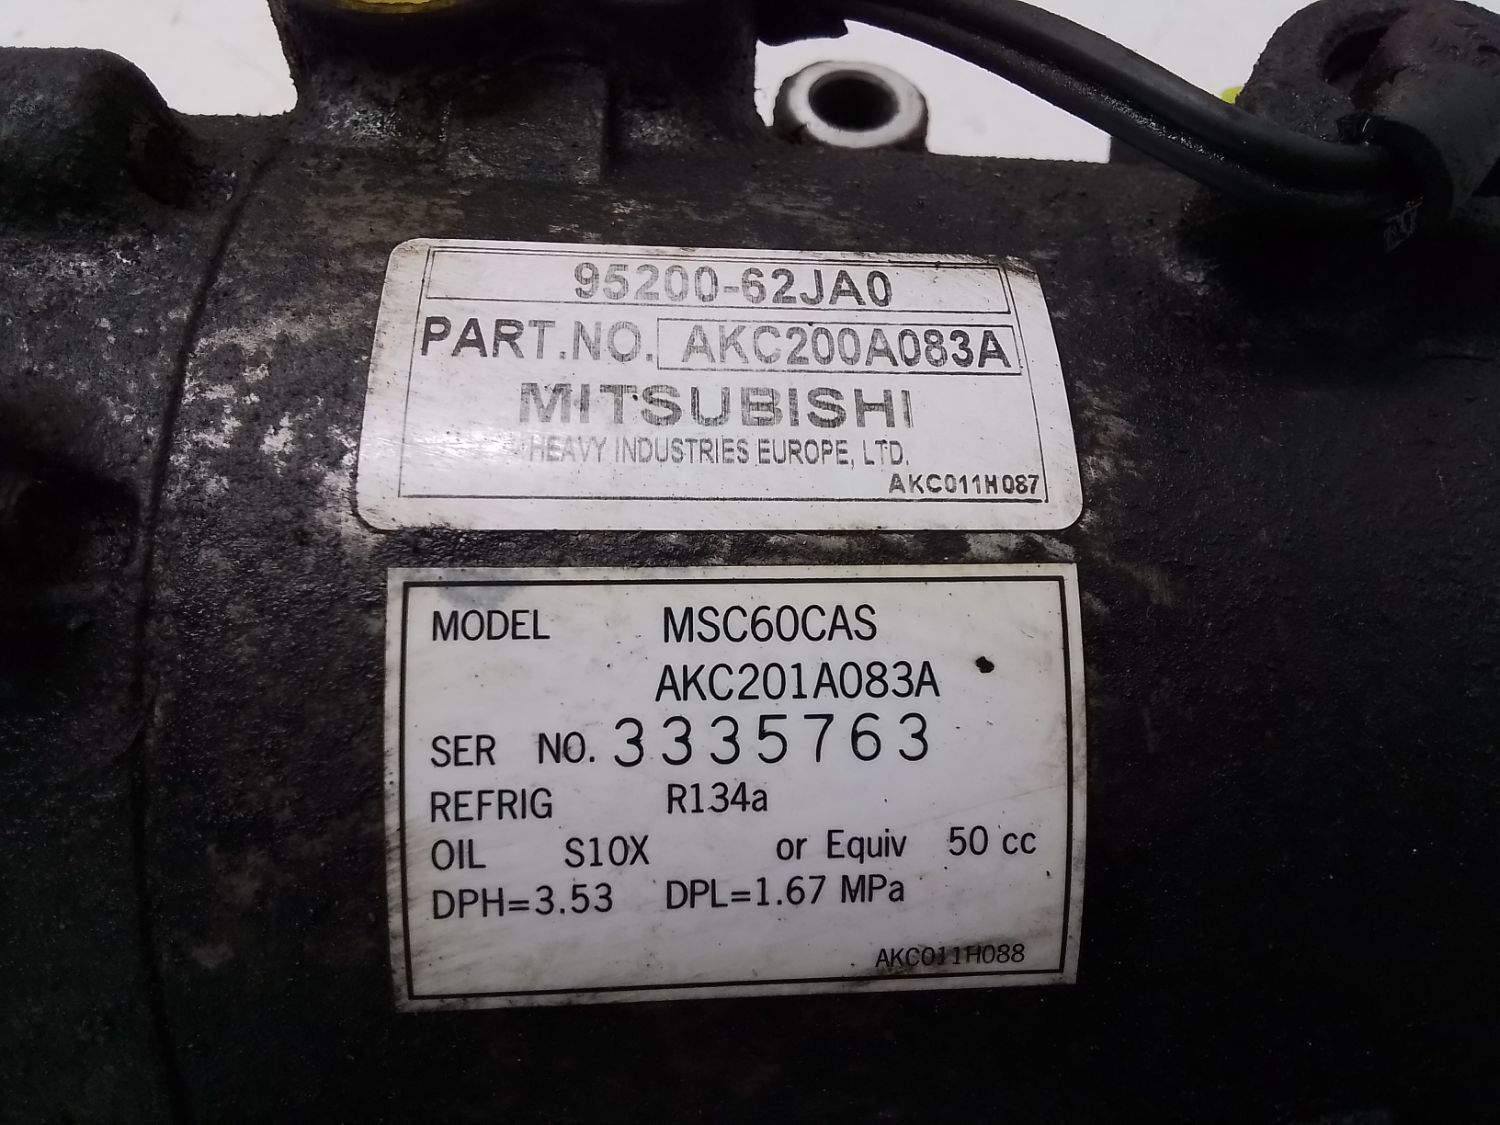 95200-62JA0
PART.NO. AKC200A083A
MITSUBISHI
HEAVY INDUSTRIES EUROPE, LTD.
AKC011H087
MODEL MSC60CAS
AKC201A083A
SER NO. 3335763
REFRIG R134a
OIL S10X or Equiv 50 cc
DPH=3.53 DPL=1.67 MPa
AKC011H088